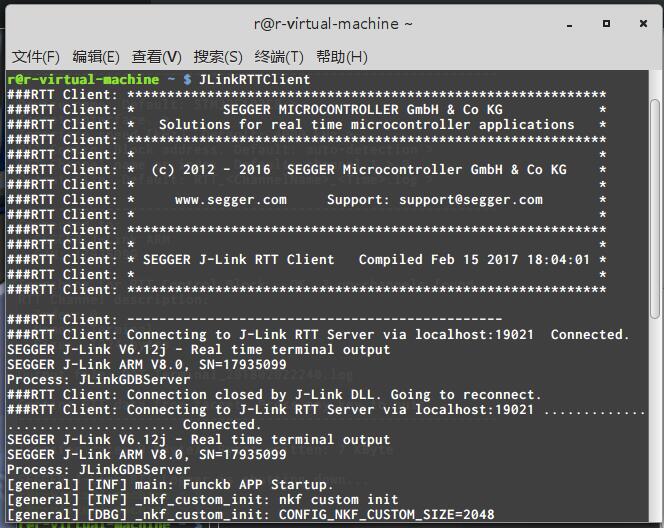 r@r-virtual-machine ~
文件(F) 编辑(E) 查看(V) 搜索(S) 终端(T) 帮助(H)
r@r-virtual-machine ~ $ JLinkRTTClient
###RTT Client: ************************************************************
###RTT Client: *           SEGGER MICROCONTROLLER GmbH & Co KG            *
###RTT Client: *   Solutions for real time microcontroller applications   *
###RTT Client: ************************************************************
###RTT Client: *                                                          *
###RTT Client: *  (c) 2012 - 2016  SEGGER Microcontroller GmbH & Co KG    *
###RTT Client: *                                                          *
###RTT Client: *     www.segger.com     Support: support@segger.com       *
###RTT Client: *                                                          *
###RTT Client: ************************************************************
###RTT Client: *                                                          *
###RTT Client: * SEGGER J-Link RTT Client   Compiled Feb 15 2017 18:04:01 *
###RTT Client: *                                                          *
###RTT Client: ************************************************************
###RTT Client: -----------------------------------------------
###RTT Client: Connecting to J-Link RTT Server via localhost:19021  Connected.
SEGGER J-Link V6.12j - Real time terminal output
SEGGER J-Link ARM V8.0, SN=17935099
Process: JLinkGDBServer
###RTT Client: Connection closed by J-Link DLL. Going to reconnect.
###RTT Client: Connecting to J-Link RTT Server via localhost:19021 .............
..................... Connected.
SEGGER J-Link V6.12j - Real time terminal output
SEGGER J-Link ARM V8.0, SN=17935099
Process: JLinkGDBServer
[general] [INF] main: Funckb APP Startup.
[general] [INF] _nkf_custom_init: nkf custom init
[general] [DBG] _nkf_custom_init: CONFIG_NKF_CUSTOM_SIZE=2048